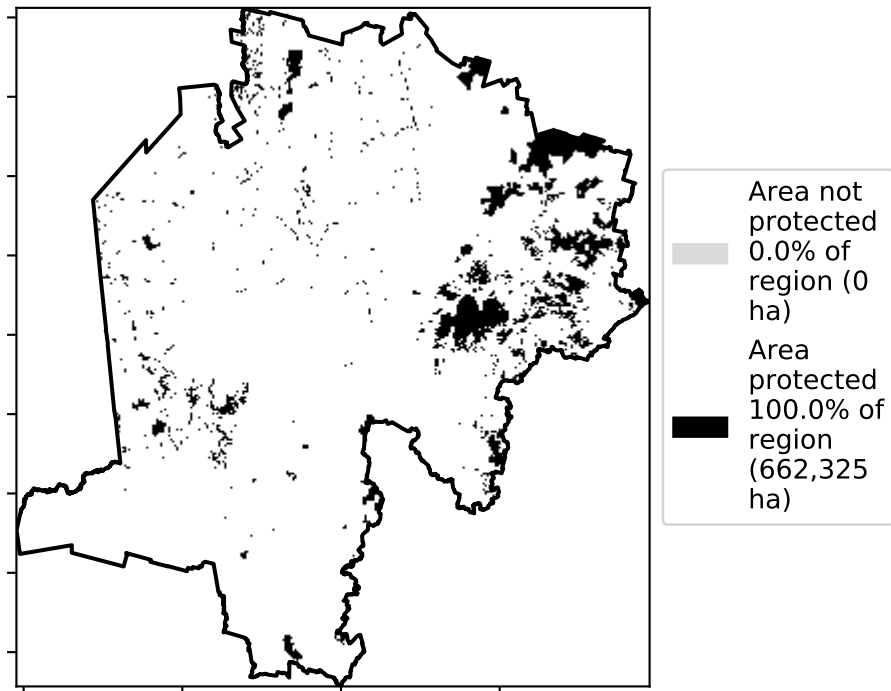 Area not
protected
0.0% of
region (0
ha)
Area
protected
100.0% of
region
(662,325
ha)